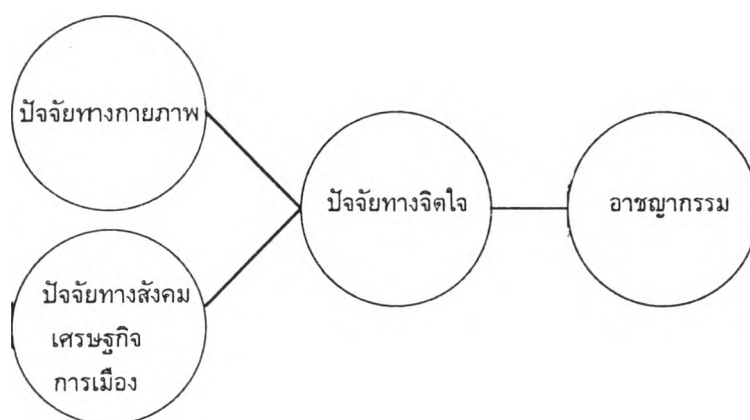 ปัจจัยทางกายภาพ
ปัจจัยทางสังคม
เศรษฐกิจ
การเมือง
ปัจจัยทางจิตใจ
อาชญากรรม